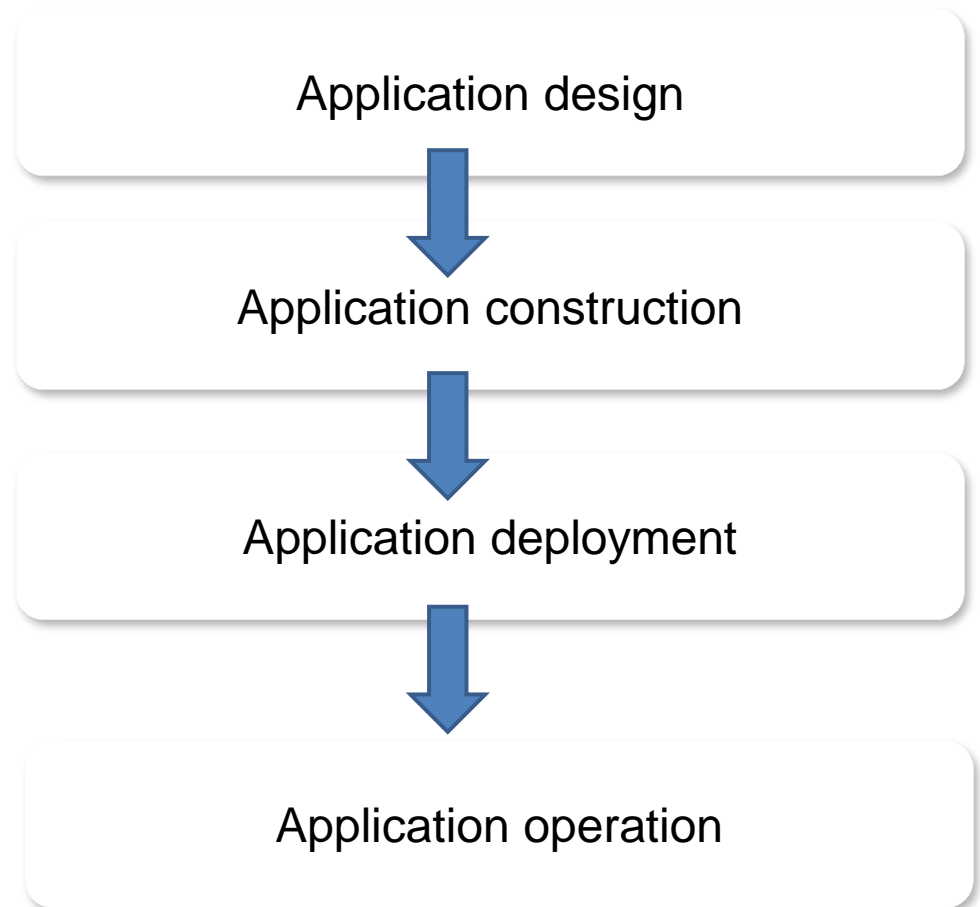 Application design
Application construction
Application deployment
Application operation